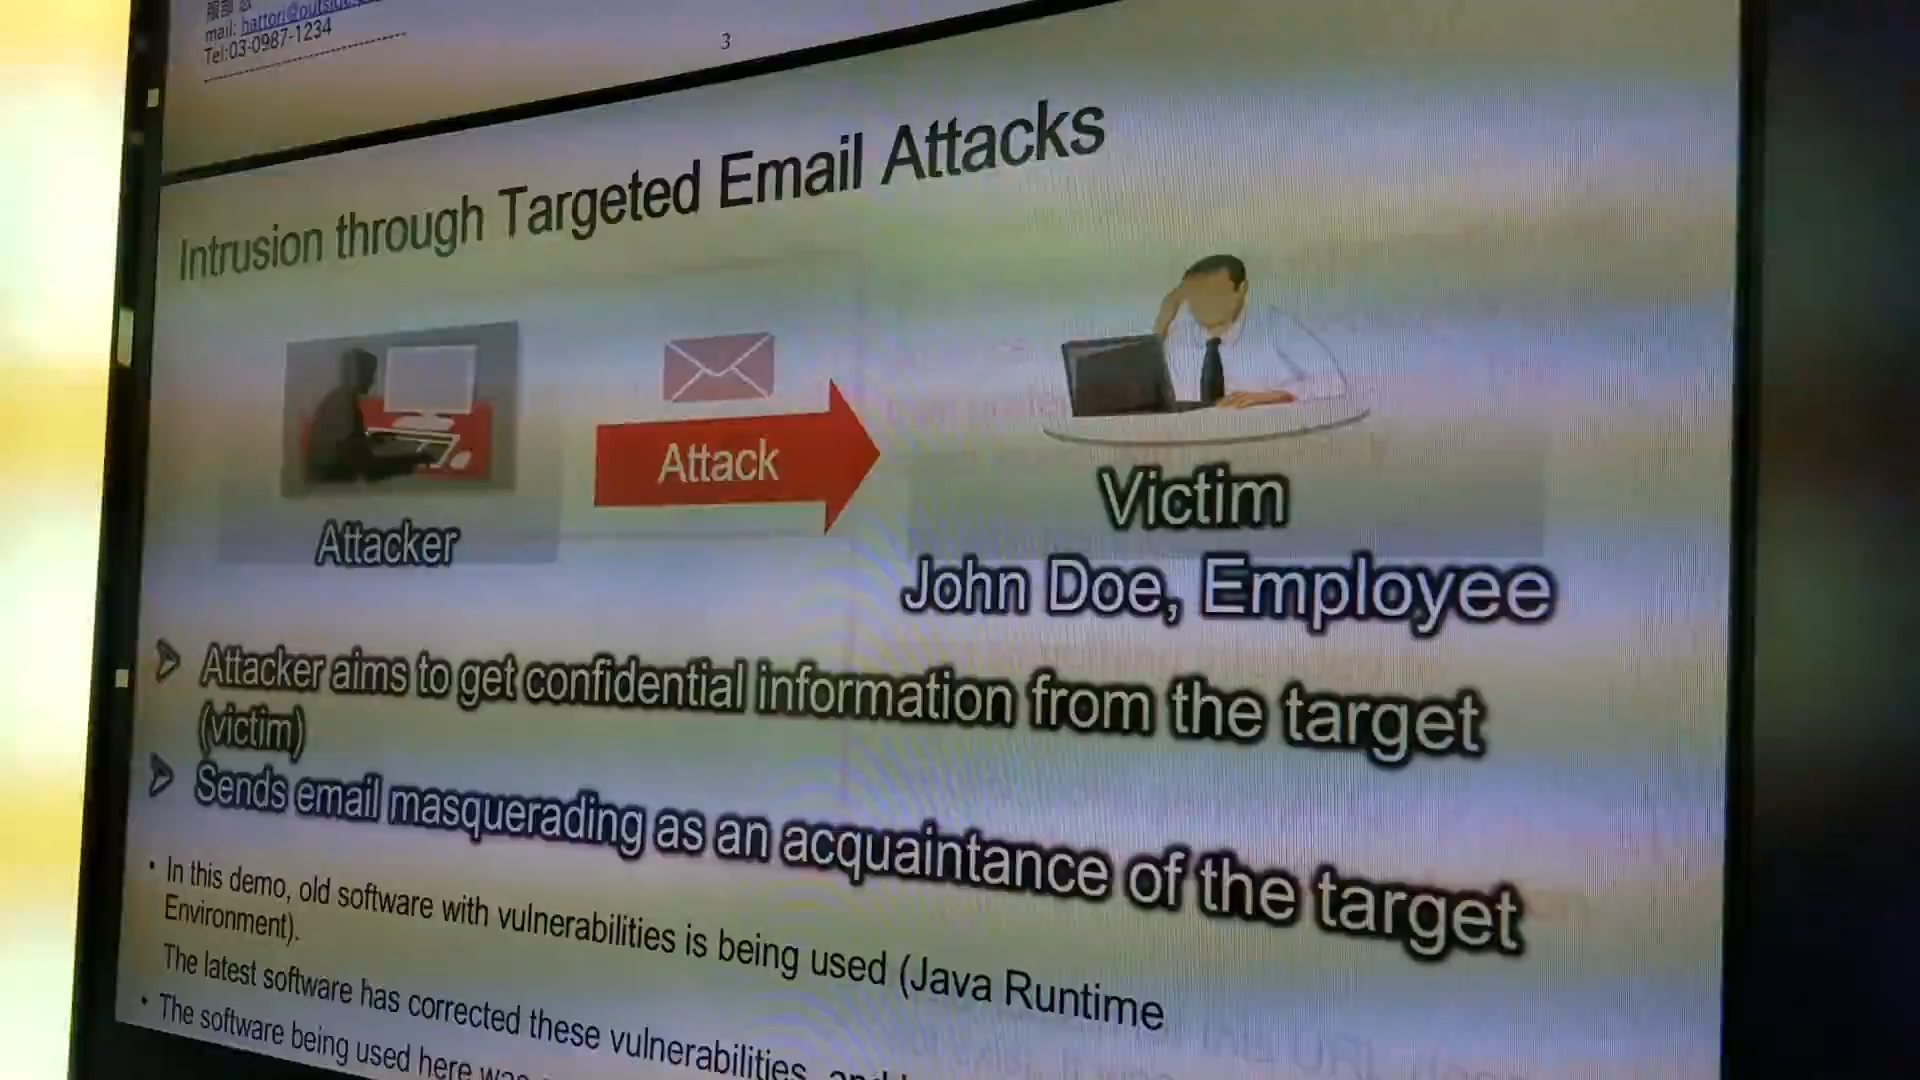 mail: hattori@outside.
Tel:03-0987-1234
3
Intrusion through Targeted Email Attacks
Attack
Attacker
Victim
John Doe, Employee
➢ Attacker aims to get confidential information from the target
(victim)
➢ Sends email masquerading as an acquaintance of the target
• In this demo, old software with vulnerabilities is being used (Java Runtime
Environment).
The latest software has corrected these vulnerabilities, and
• The software being used here was